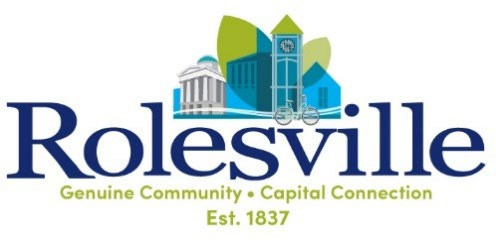 Rolesville
Genuine Community • Capital Connection
Est. 1837